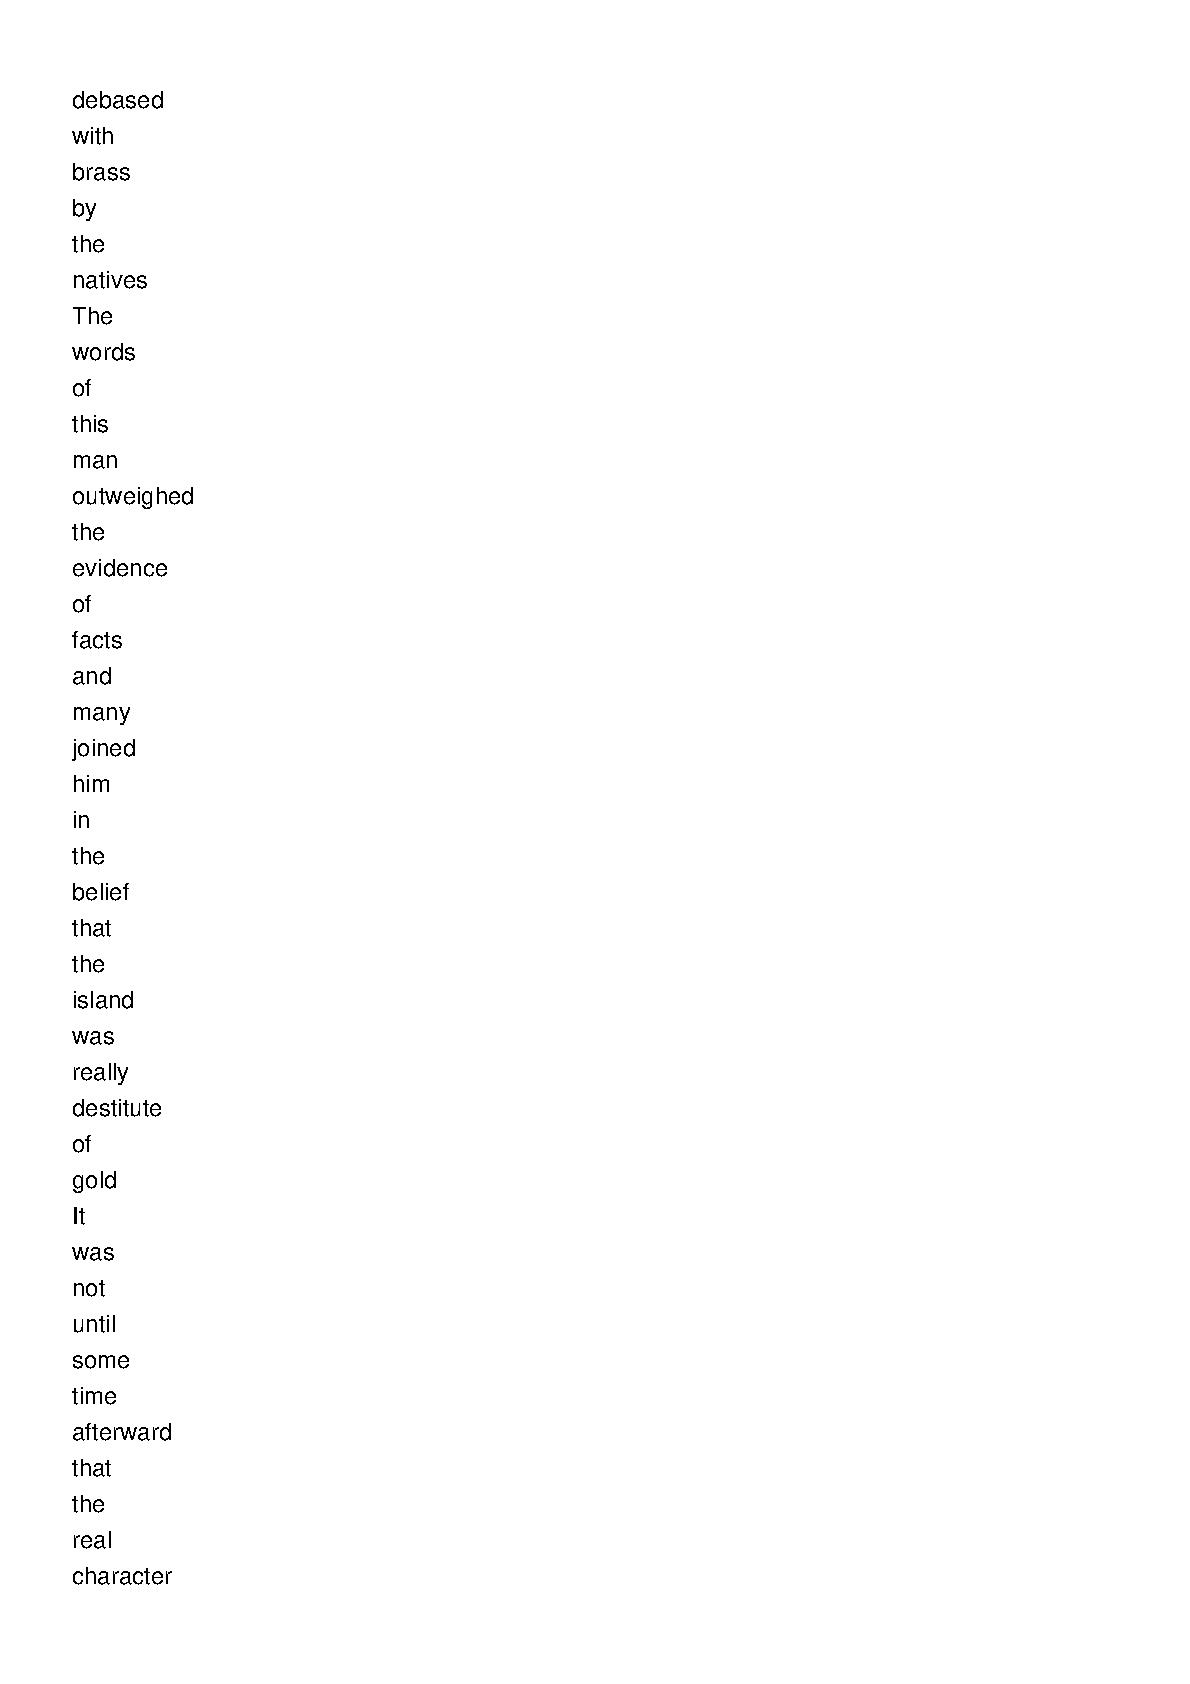 debased
with
brass
by
the
natives
The
words
of
this
man
outweighed
the
evidence
of
facts
and
many
joined
him
in
the
belief
that
the
island
was
really
destitute
of
gold
It
was
not
until
some
time
afterward
that
the
real
character